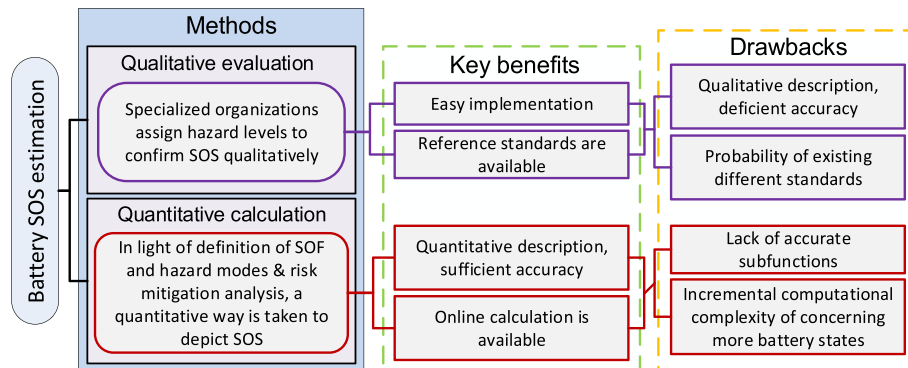 Battery SOS estimation
Methods
Qualitative evaluation
Specialized organizations
assign hazard levels to
confirm SOS qualitatively
Quantitative calculation
In light of definition of SOF
and hazard modes & risk
mitigation analysis, a
quantitative way is taken to
depict SOS
Key benefits
Easy implementation
Reference standards are
available
Quantitative description,
sufficient accuracy
Online calculation is
available
Drawbacks
Qualitative description,
deficient accuracy
Probability of existing
different standards
Lack of accurate
subfunctions
Incremental computational
complexity of concerning
more battery states